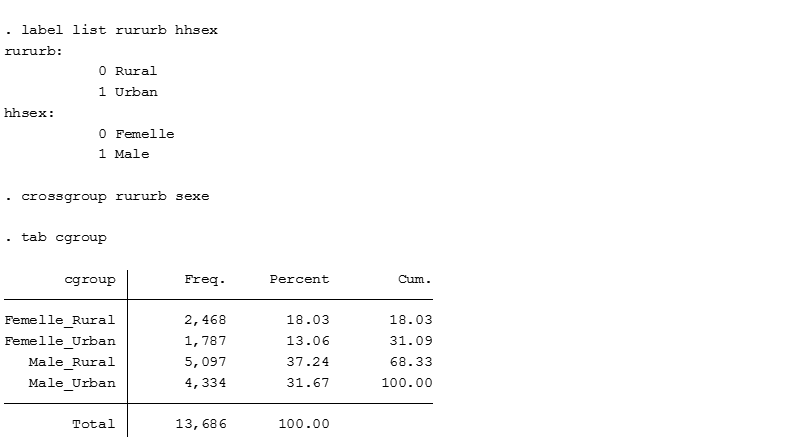 . label list rururb hhsex
rururb:
0 Rural
1 Urban
hhsex:
0 Femelle
1 Male
. crossgroup rururb sexe
. tab cgroup
cgroup Freq. Percent Cum.
Femelle_Rural 2,468 18.03 18.03
Femelle_Urban 1,787 13.06 31.09
Male_Rural 5,097 37.24 68.33
Male_Urban 4,334 31.67 100.00
Total 13,686 100.00